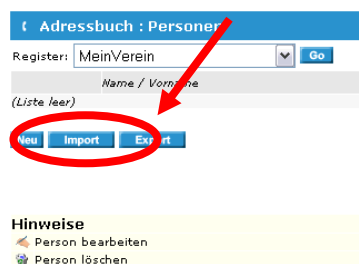 Adressbuch : Personen
Register: MeinVerein Go
Name / Vorname
(Liste leer)
Neu Import Export
Hinweise
Person bearbeiten
Person löschen